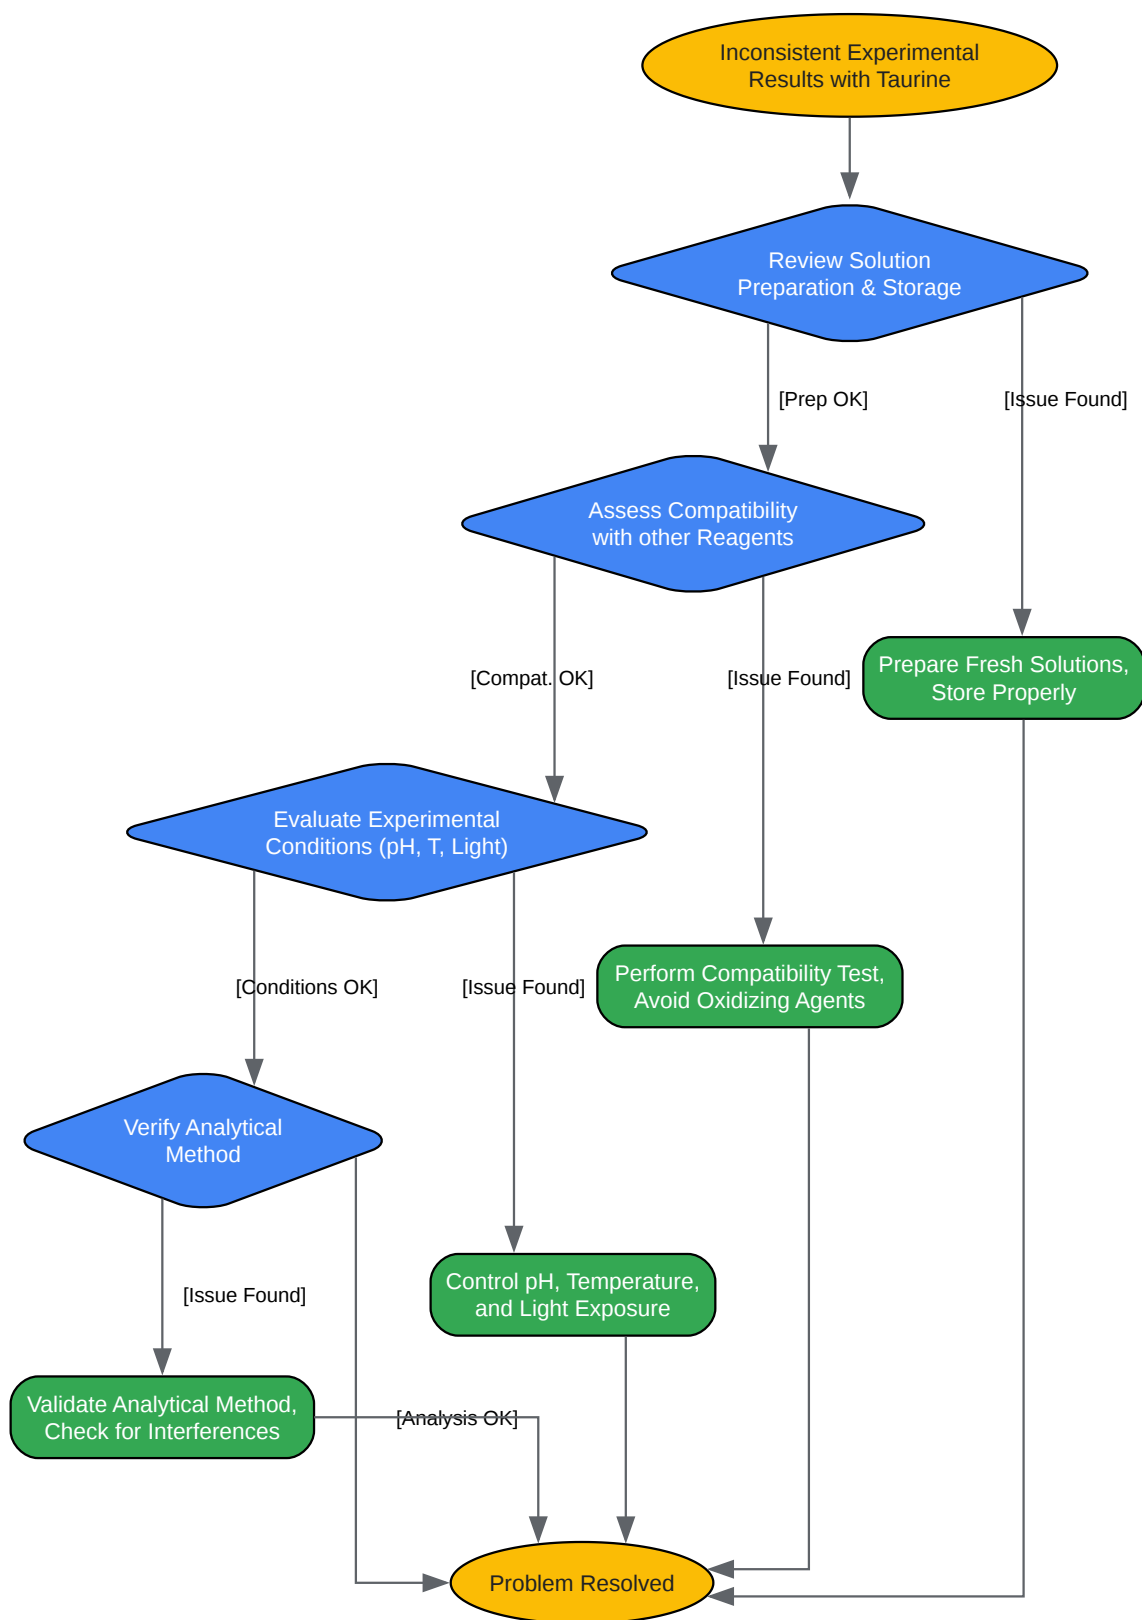 Inconsistent Experimental
Results with Taurine
Review Solution
Preparation & Storage
[Prep OK]
[Issue Found]
Assess Compatibility
with other Reagents
[Compat. OK]
[Issue Found]
Prepare Fresh Solutions,
Store Properly
Evaluate Experimental
Conditions (pH, T, Light)
[Conditions OK]
[Issue Found]
Perform Compatibility Test,
Avoid Oxidizing Agents
Verify Analytical
Method
[Issue Found]
Control pH, Temperature,
and Light Exposure
Validate Analytical Method,
Check for Interferences
[Analysis OK]
Problem Resolved